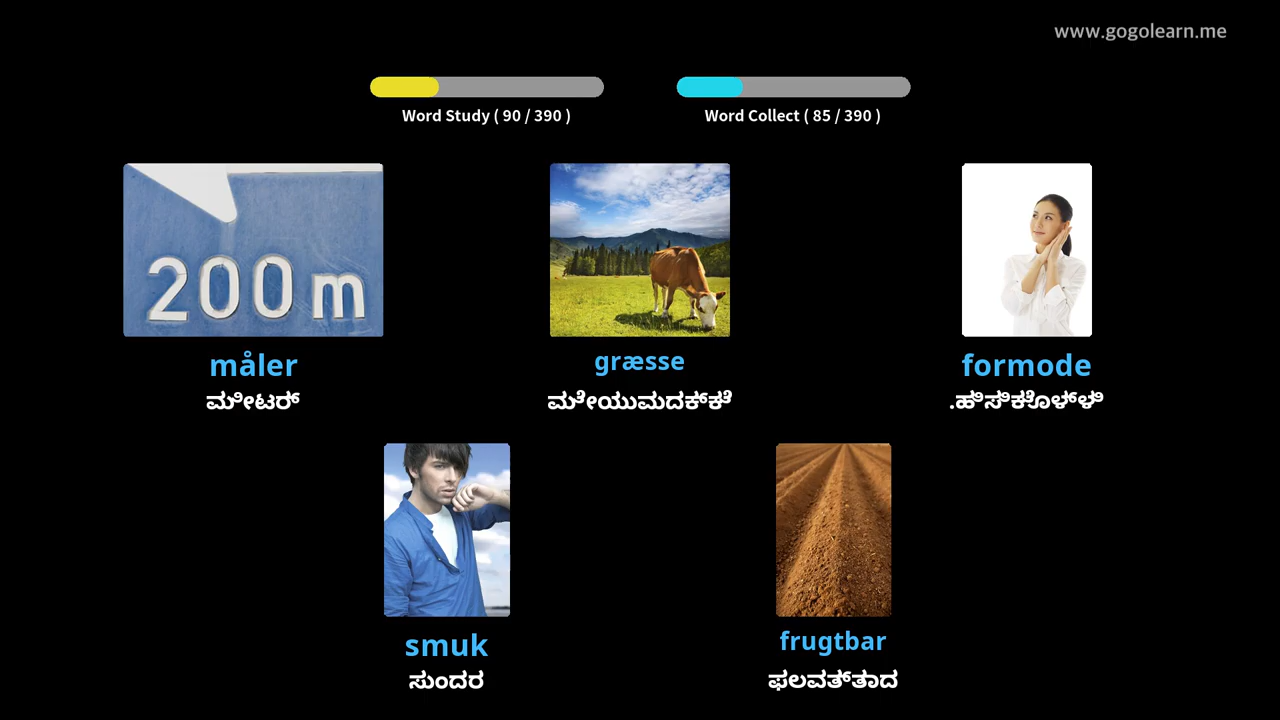 www.gogolearn.me
Word Study ( 90 / 390 )
Word Collect ( 85 / 390 )
200 m
måler
ಮೀಟರ್
græsse
ಮೇಯುಮದಕ್ಕೆ
formode
.ಹಿಸಿಕೊಳ್ಳಿ
smuk
ಸುಂದರ
frugtbar
ಫಲವತ್ತಾದ